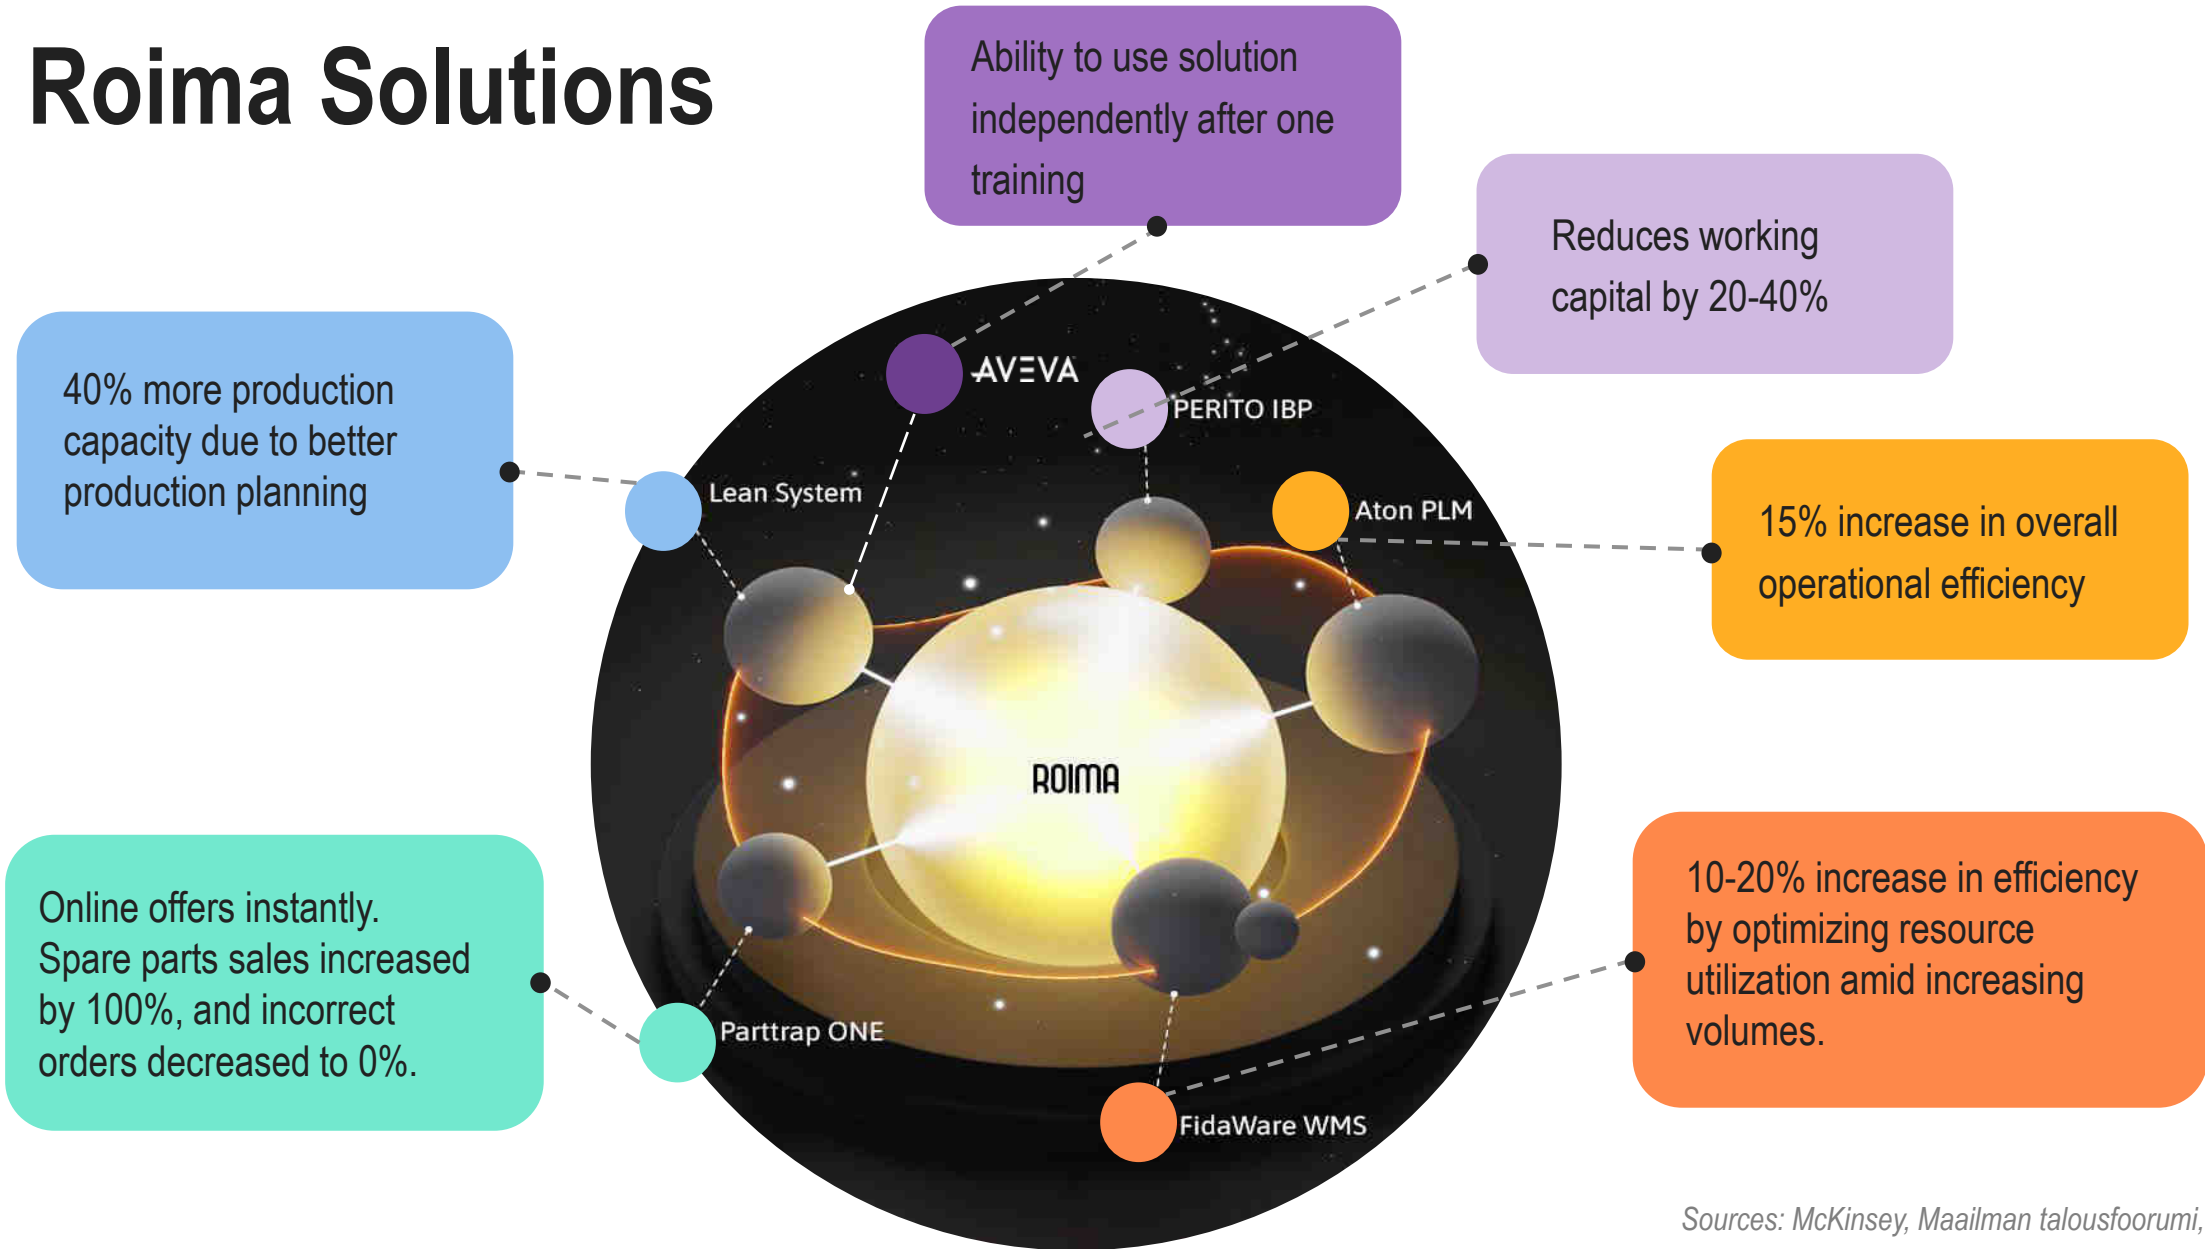 Roima Solutions
Ability to use solution
independently after one
training
Reduces working
capital by 20-40%
40% more production
capacity due to better
production planning
AVEVA
PERITO IBP
Lean System
Aton PLM
15% increase in overall
operational efficiency
ROIMA
Online offers instantly.
Spare parts sales increased
by 100%, and incorrect
orders decreased to 0%.
10-20% increase in efficiency
by optimizing resource
utilization amid increasing
volumes.
Parttrap ONE
FidaWare WMS
Sources: McKinsey, Maailman talousfoorumi,